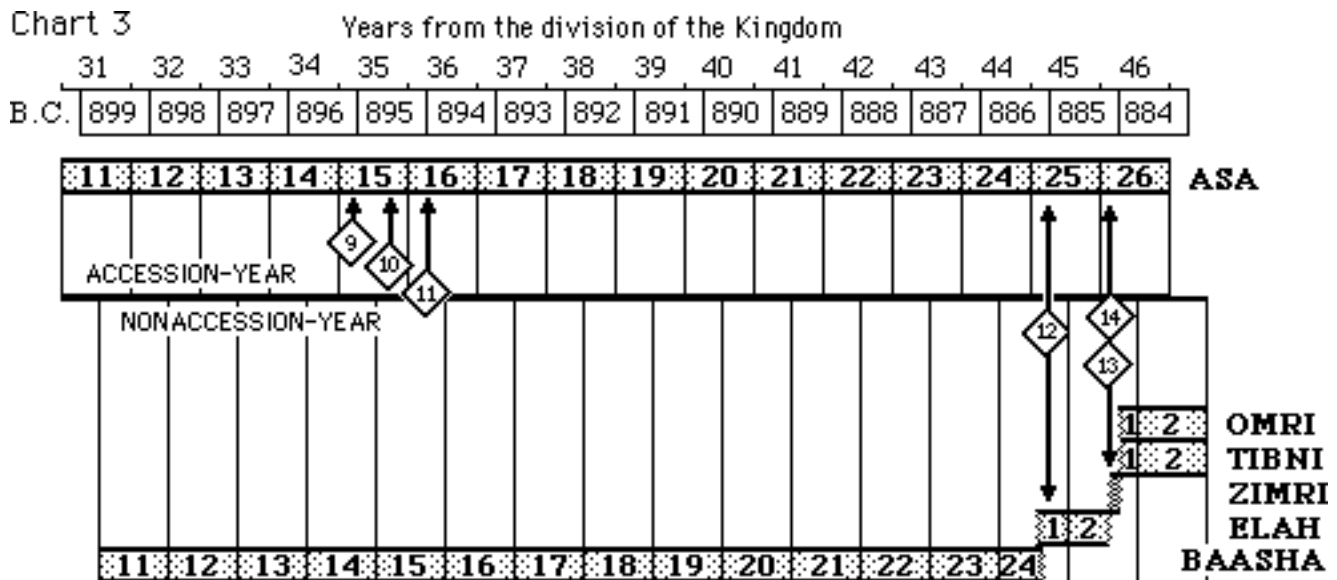 Chart 3 Years from the division of the Kingdom
31 32 33 34 35 36 37 38 39 40 41 42 43 44 45 46
B.C. 899 898 897 896 895 894 893 892 891 890 889 888 887 886 885 884
11 12 13 14 15 16 17 18 19 20 21 22 23 24 25 26 ASA
9
10
ACCESSION-YEAR
11
NONACCESSION-YEAR
12 14
13
1 2 OMRI
1 2 TIBNI
ZIMRI
1 2 ELAH
11 12 13 14 15 16 17 18 19 20 21 22 23 24 BAASHA